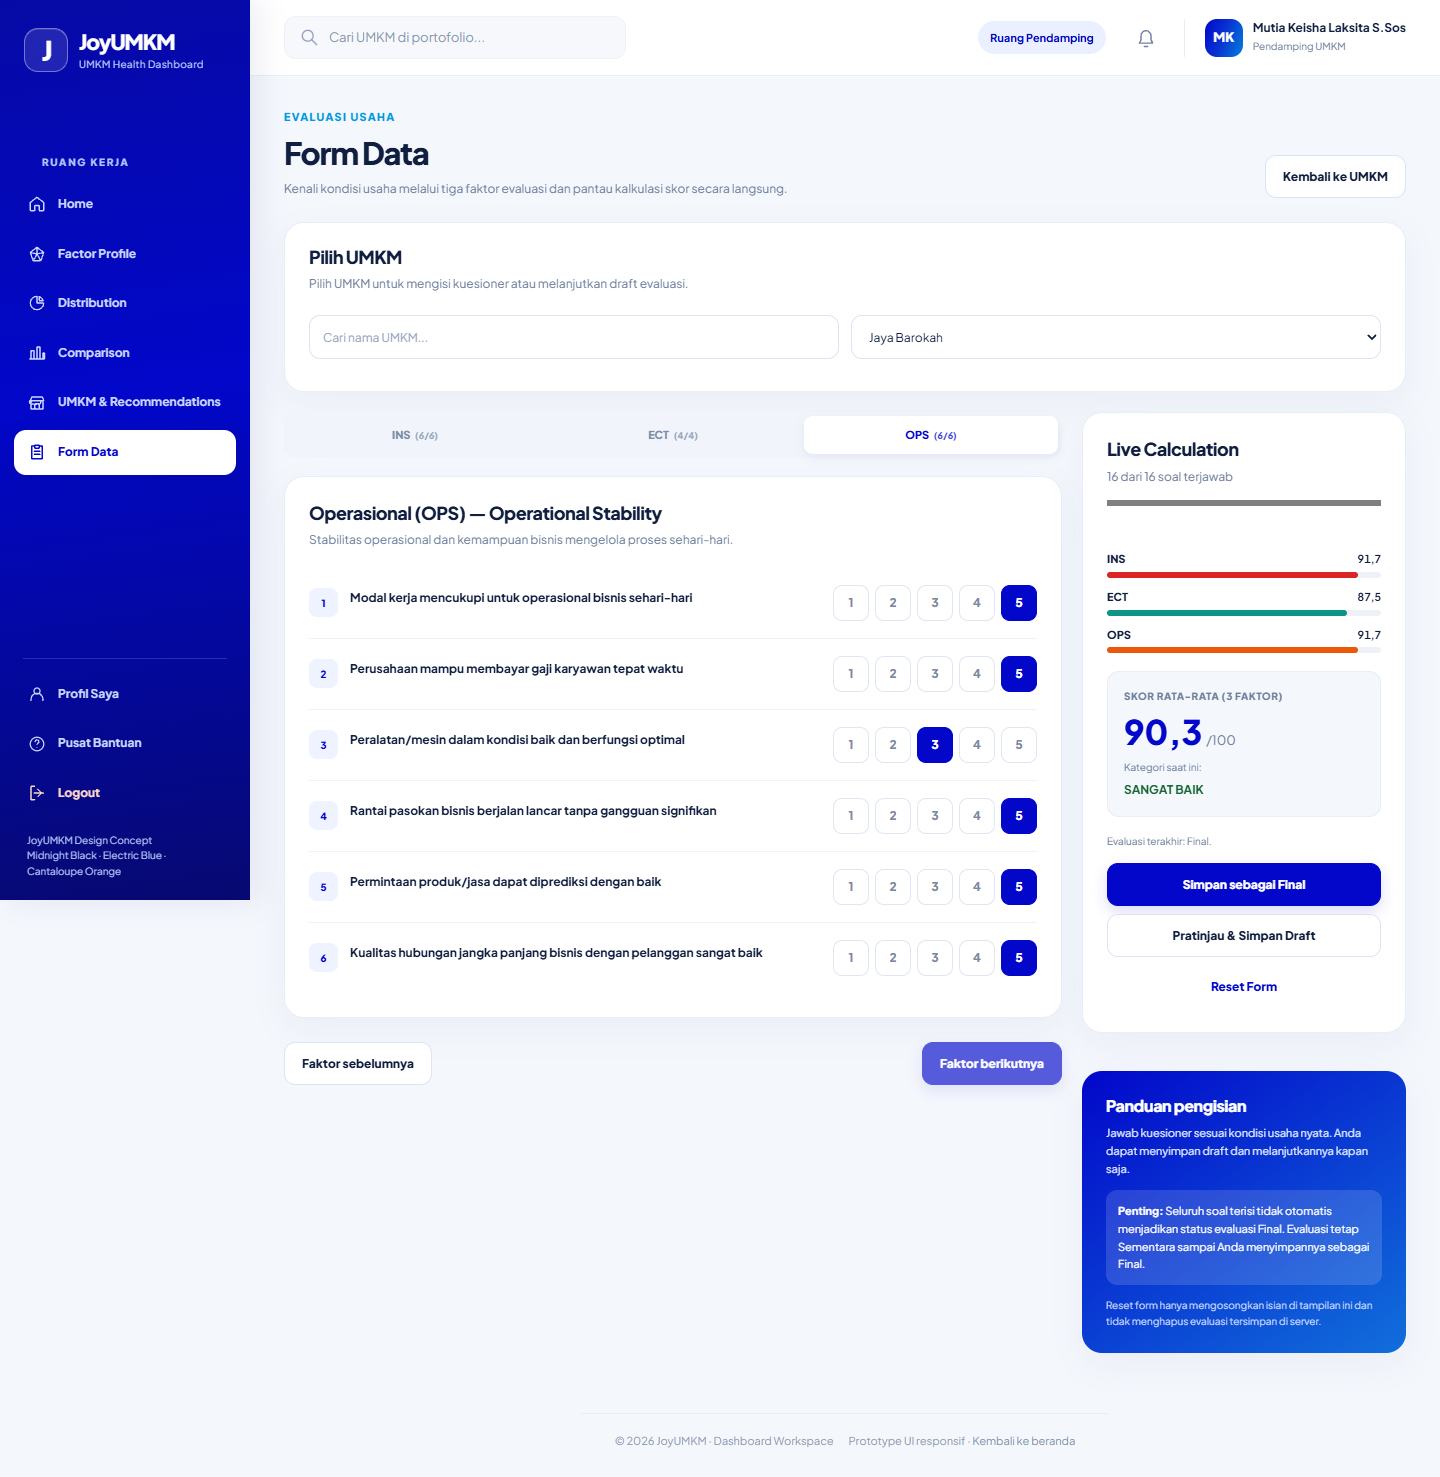 J
JoyUMKM
UMKM Health Dashboard
RUANG KERJA
Home
Factor Profile
Distribution
Comparison
UMKM & Recommendations
Form Data
Profil Saya
Pusat Bantuan
Logout
JoyUMKM Design Concept
Midnight Black · Electric Blue ·
Cantaloupe Orange
Cari UMKM di portofolio...
Ruang Pendamping
MK
Mutia Keisha Laksita S.Sos
Pendamping UMKM
EVALUASI USAHA
Form Data
Kenali kondisi usaha melalui tiga faktor evaluasi dan pantau kalkulasi skor secara langsung.
Kembali ke UMKM
Pilih UMKM
Pilih UMKM untuk mengisi kuesioner atau melanjutkan draft evaluasi.
Cari nama UMKM...
Jaya Barokah
INS (6/6)
ECT (4/4)
OPS (6/6)
Operasional (OPS) — Operational Stability
Stabilitas operasional dan kemampuan bisnis mengelola proses sehari-hari.
1 Modal kerja mencukupi untuk operasional bisnis sehari-hari 1 2 3 4 5
2 Perusahaan mampu membayar gaji karyawan tepat waktu 1 2 3 4 5
3 Peralatan/mesin dalam kondisi baik dan berfungsi optimal 1 2 3 4 5
4 Rantai pasokan bisnis berjalan lancar tanpa gangguan signifikan 1 2 3 4 5
5 Permintaan produk/jasa dapat diprediksi dengan baik 1 2 3 4 5
6 Kualitas hubungan jangka panjang bisnis dengan pelanggan sangat baik 1 2 3 4 5
Faktor sebelumnya
Faktor berikutnya
Live Calculation
16 dari 16 soal terjawab
INS 91,7
ECT 87,5
OPS 91,7
SKOR RATA-RATA (3 FAKTOR)
90,3 /100
Kategori saat ini:
SANGAT BAIK
Evaluasi terakhir: Final.
Simpan sebagai Final
Pratinjau & Simpan Draft
Reset Form
Panduan pengisian
Jawab kuesioner sesuai kondisi usaha nyata. Anda
dapat menyimpan draft dan melanjutkannya kapan
saja.
Penting: Seluruh soal terisi tidak otomatis
menjadikan status evaluasi Final. Evaluasi tetap
Sementara sampai Anda menyimpannya sebagai
Final.
Reset form hanya mengosongkan isian di tampilan ini dan
tidak menghapus evaluasi tersimpan di server.
© 2026 JoyUMKM · Dashboard Workspace Prototype UI responsif · Kembali ke beranda